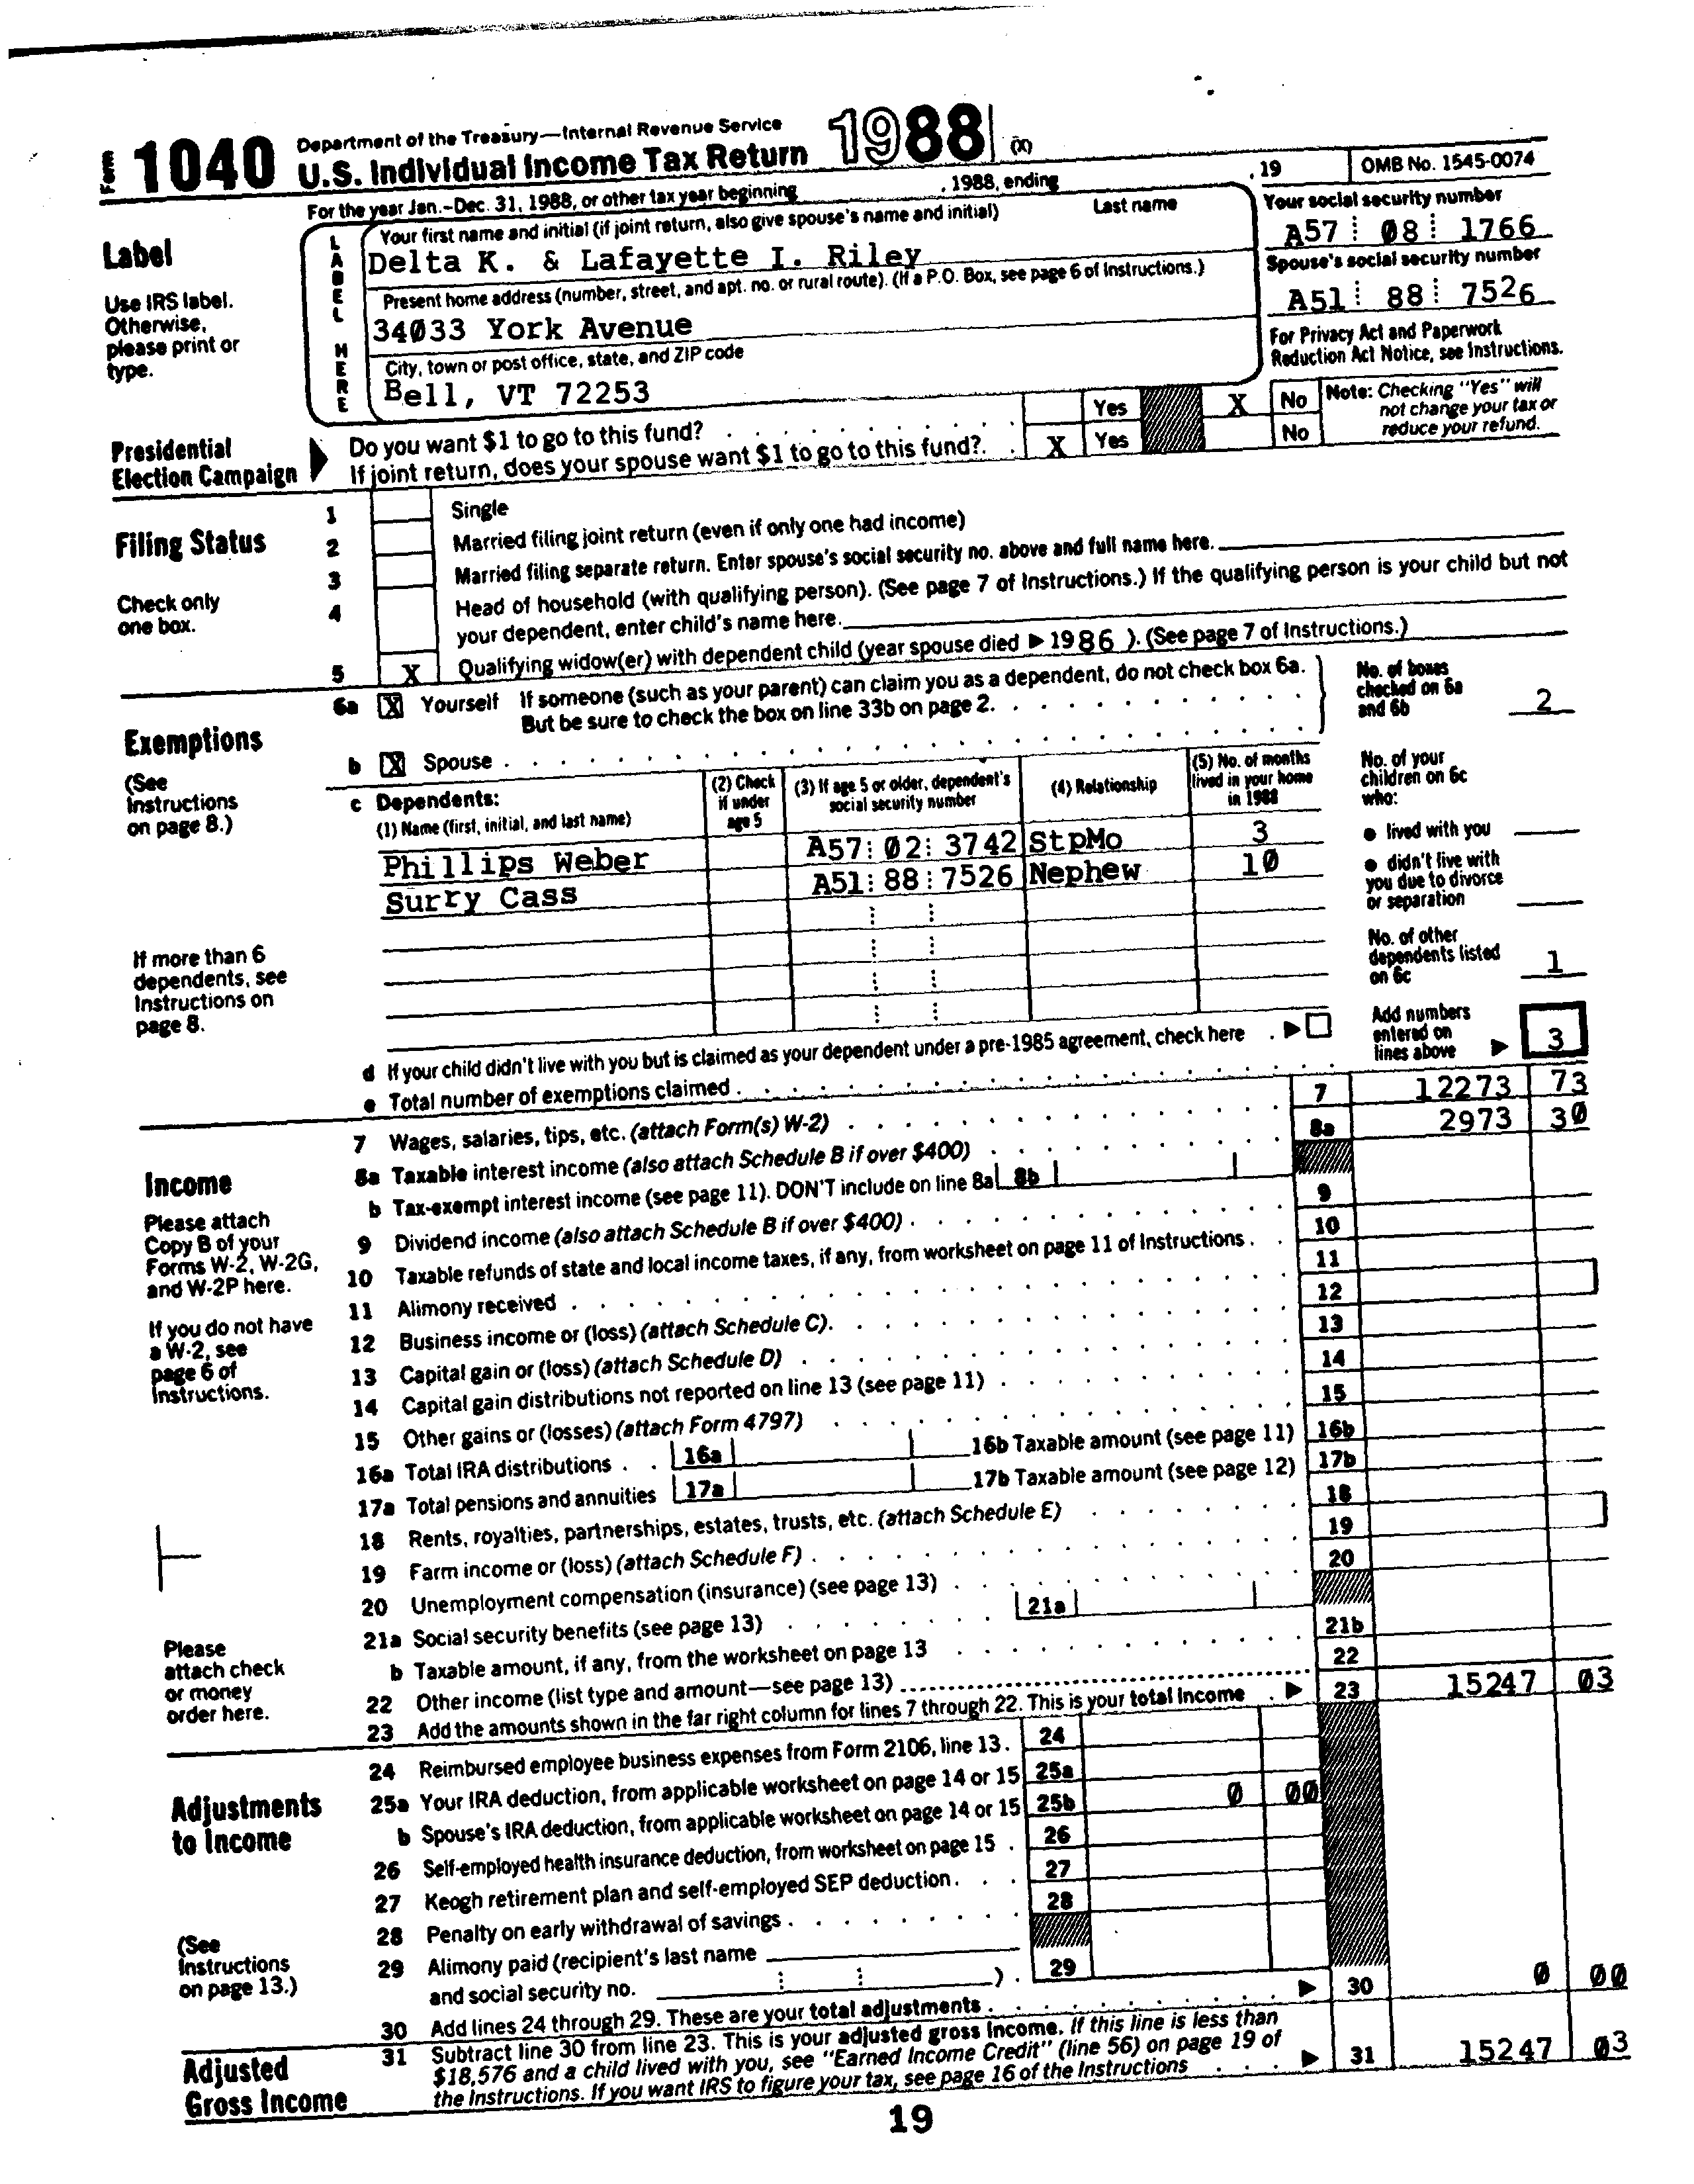 Form 1040 Department of the Treasury—Internal Revenue Service
U.S. Individual Income Tax Return 1988 (X)
For the year Jan.-Dec. 31, 1988, or other tax year beginning , 1988, ending , 19 OMB No. 1545-0074
Label
Use IRS label.
Otherwise,
please print or
type.
LABEL HERE
Your first name and initial (if joint return, also give spouse's name and initial) Last name
Delta K. & Lafayette I. Riley
Present home address (number, street, and apt. no. or rural route). (If a P.O. Box, see page 6 of Instructions.)
34033 York Avenue
City, town or post office, state, and ZIP code
Bell, VT 72253
Your social security number
A57 08 1766
Spouse's social security number
A51 88 7526
For Privacy Act and Paperwork
Reduction Act Notice, see Instructions.
Presidential
Election Campaign
Do you want $1 to go to this fund? Yes X No
If joint return, does your spouse want $1 to go to this fund? X Yes No
Note: Checking "Yes" will
not change your tax or
reduce your refund.
Filing Status
Check only
one box.
1 Single
2 Married filing joint return (even if only one had income)
3 Married filing separate return. Enter spouse's social security no. above and full name here.
4 Head of household (with qualifying person). (See page 7 of Instructions.) If the qualifying person is your child but not
your dependent, enter child's name here.
5 X Qualifying widow(er) with dependent child (year spouse died ▶ 1986 ). (See page 7 of Instructions.)
Exemptions
(See
Instructions
on page 8.)
6a X Yourself If someone (such as your parent) can claim you as a dependent, do not check box 6a.
But be sure to check the box on line 33b on page 2.
b X Spouse
No. of boxes
checked on 6a
and 6b 2
c Dependents:
(1) Name (first, initial, and last name)
(2) Check
if under
age 5
(3) If age 5 or older, dependent's
social security number
(4) Relationship
(5) No. of months
lived in your home
in 1988
Phillips Weber A57 02 3742 StpMo 3
Surry Cass A51 88 7526 Nephew 10
No. of your
children on 6c
who:
● lived with you
● didn't live with
you due to divorce
or separation
No. of other
dependents listed
on 6c 1
If more than 6
dependents, see
Instructions on
page 8.
d If your child didn't live with you but is claimed as your dependent under a pre-1985 agreement, check here ▶
e Total number of exemptions claimed
Add numbers
entered on
lines above ▶ 3
Income
Please attach
Copy B of your
Forms W-2, W-2G,
and W-2P here.
If you do not have
a W-2, see
page 6 of
Instructions.
Please
attach check
or money
order here.
7 Wages, salaries, tips, etc. (attach Form(s) W-2) 7 12273 73
8a Taxable interest income (also attach Schedule B if over $400) 8a 2973 30
b Tax-exempt interest income (see page 11). DON'T include on line 8a 8b
9 Dividend income (also attach Schedule B if over $400) 9
10 Taxable refunds of state and local income taxes, if any, from worksheet on page 11 of Instructions 10
11 Alimony received 11
12 Business income or (loss) (attach Schedule C) 12
13 Capital gain or (loss) (attach Schedule D) 13
14 Capital gain distributions not reported on line 13 (see page 11) 14
15 Other gains or (losses) (attach Form 4797) 15
16a Total IRA distributions 16a 16b Taxable amount (see page 11) 16b
17a Total pensions and annuities 17a 17b Taxable amount (see page 12) 17b
18 Rents, royalties, partnerships, estates, trusts, etc. (attach Schedule E) 18
19 Farm income or (loss) (attach Schedule F) 19
20 Unemployment compensation (insurance) (see page 13) 20
21a Social security benefits (see page 13) 21a
b Taxable amount, if any, from the worksheet on page 13 21b
22 Other income (list type and amount—see page 13) 22
23 Add the amounts shown in the far right column for lines 7 through 22. This is your total income ▶ 23 15247 03
Adjustments
to Income
(See
Instructions
on page 13.)
24 Reimbursed employee business expenses from Form 2106, line 13. 24
25a Your IRA deduction, from applicable worksheet on page 14 or 15 25a
b Spouse's IRA deduction, from applicable worksheet on page 14 or 15 25b 0 00
26 Self-employed health insurance deduction, from worksheet on page 15 26
27 Keogh retirement plan and self-employed SEP deduction 27
28 Penalty on early withdrawal of savings 28
29 Alimony paid (recipient's last name
and social security no. ). 29
30 Add lines 24 through 29. These are your total adjustments ▶ 30 0 00
Adjusted
Gross Income
31 Subtract line 30 from line 23. This is your adjusted gross income. If this line is less than
$18,576 and a child lived with you, see "Earned Income Credit" (line 56) on page 19 of
the Instructions. If you want IRS to figure your tax, see page 16 of the Instructions ▶ 31 15247 03
19